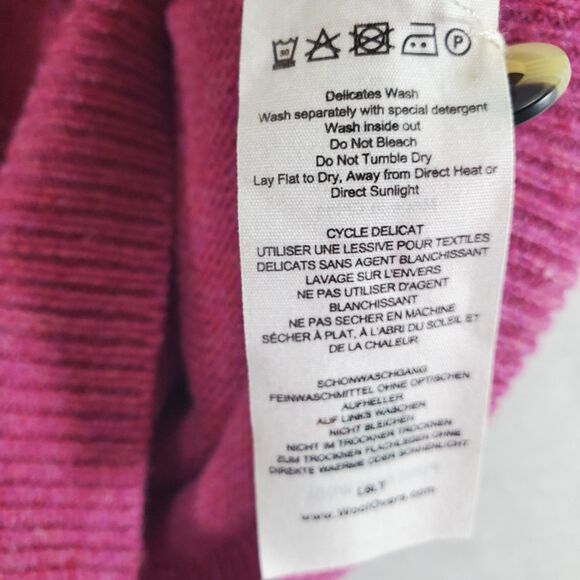 30 P
Delicates Wash
Wash separately with special detergent
Wash inside out
Do Not Bleach
Do Not Tumble Dry
Lay Flat to Dry, Away from Direct Heat or
Direct Sunlight
CYCLE DELICAT
UTILISER UNE LESSIVE POUR TEXTILES
DELICATS SANS AGENT BLANCHISSANT
LAVAGE SUR L'ENVERS
NE PAS UTILISER D'AGENT
BLANCHISSANT
NE PAS SECHER EN MACHINE
SÉCHER À PLAT, À L'ABRI DU SOLEIL ET
DE LA CHALEUR
SCHONWASCHGANG
FEINWASCHMITTEL OHNE OPTISCHEN
AUFHELLER
AUF LINKS WASCHEN
NICHT BLEICHEN
NICHT IM TROCKNER TROCKNEN
ZUM TROCKNEN FLACHLEGEN OHNE
DIREKTE WAERME ODER SONNENLICHT
L6LT
www.WoolOvers.com